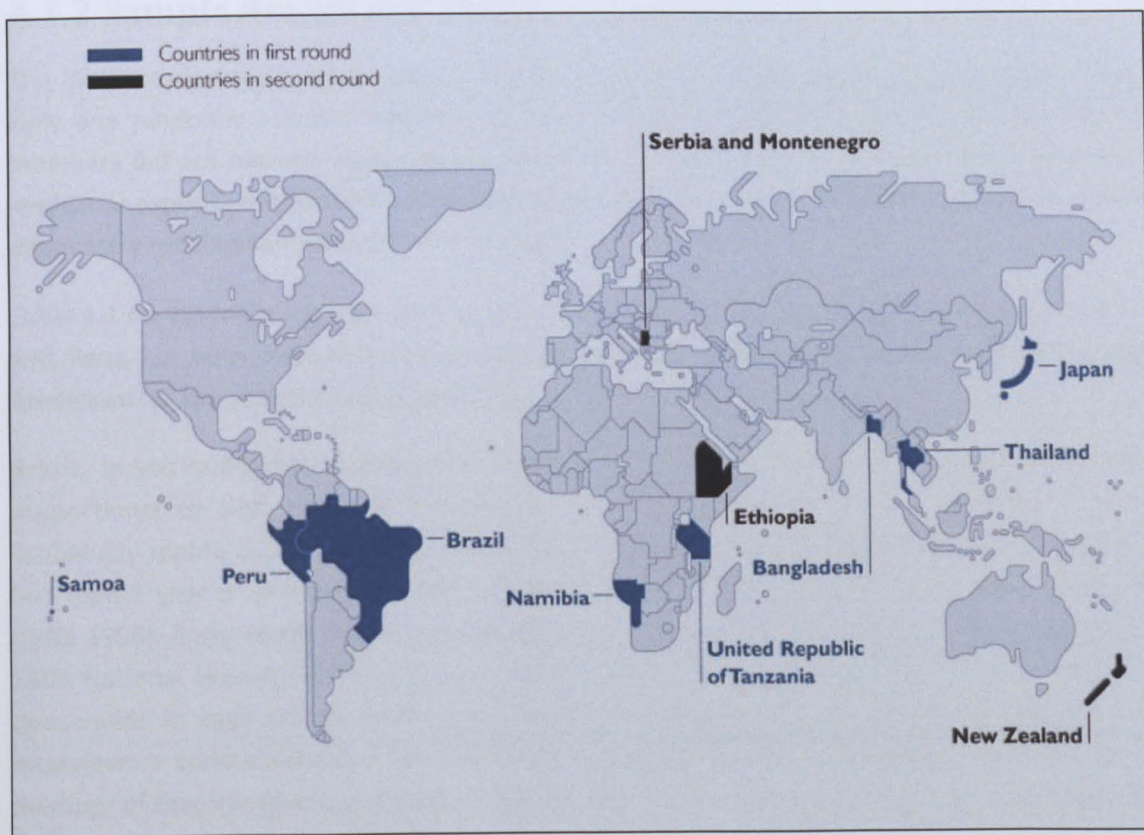 Countries in first round
Countries in second round
Serbia and Montenegro
Japan
Thailand
Ethiopia
Brazil
Bangladesh
Peru
Samoa
Namibia
United Republic
of Tanzania
New Zealand